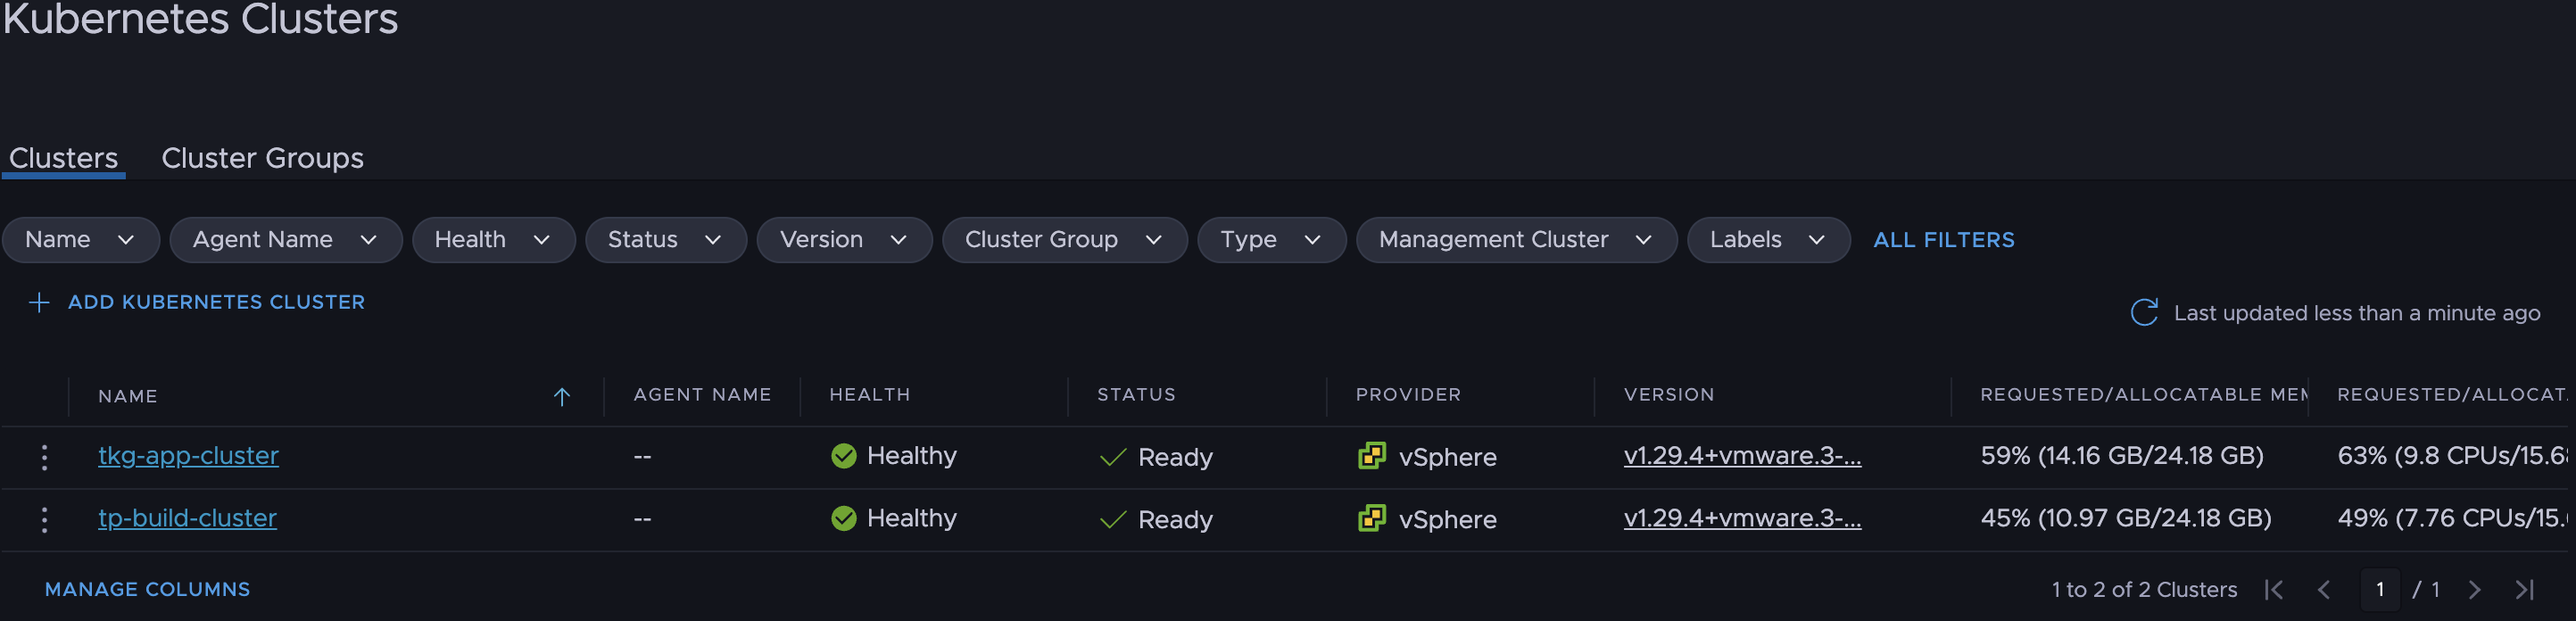 Kubernetes Clusters
Clusters Cluster Groups
Name Agent Name Health Status Version Cluster Group Type Management Cluster Labels ALL FILTERS
ADD KUBERNETES CLUSTER
Last updated less than a minute ago
NAME AGENT NAME HEALTH STATUS PROVIDER VERSION REQUESTED/ALLOCATABLE MEM REQUESTED/ALLOCAT
tkg-app-cluster -- Healthy Ready vSphere v1.29.4+vmware.3-... 59% (14.16 GB/24.18 GB) 63% (9.8 CPUs/15.68
tp-build-cluster -- Healthy Ready vSphere v1.29.4+vmware.3-... 45% (10.97 GB/24.18 GB) 49% (7.76 CPUs/15.
MANAGE COLUMNS 1 to 2 of 2 Clusters 1 / 1